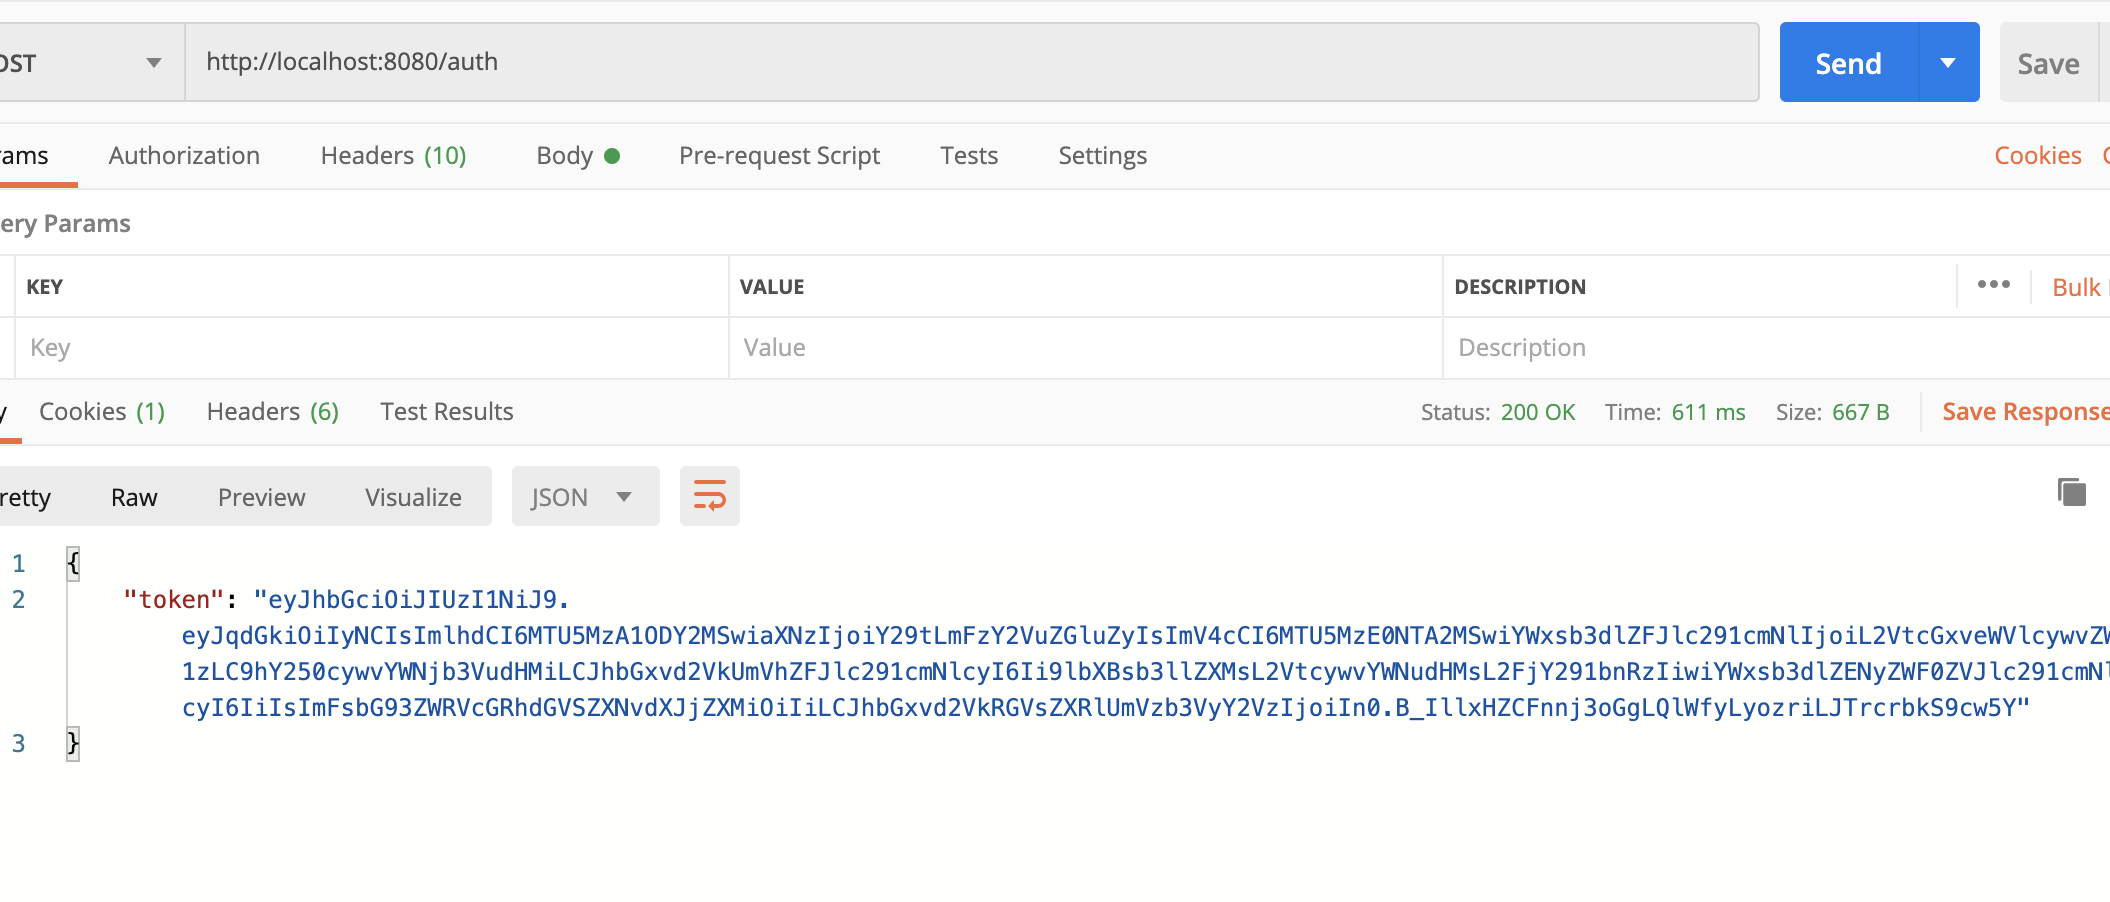 OST
http://localhost:8080/auth
Send
Save
ams
Authorization
Headers (10)
Body
Pre-request Script
Tests
Settings
Cookies
ery Params
KEY
VALUE
DESCRIPTION
Bulk
Key
Value
Description
y
Cookies (1)
Headers (6)
Test Results
Status: 200 OK
Time: 611 ms
Size: 667 B
Save Response
retty
Raw
Preview
Visualize
JSON
1 {
2 "token": "eyJhbGciOiJIUzI1NiJ9.
eyJqdGkiOiIyNCIsImlhdCI6MTU5MzA1ODY2MSwiaXNzIjoiY29tLmFzY2VuZGluZyIsImV4cCI6MTU5MzE0NTA2MSwiYWxsb3dlZFJlc291cmNlIjoiL2VtcGxveWVlcywvZW
1zLC9hY250cywvYWNjb3VudHMiLCJhbGxvd2VkUmVhZFJlc291cmNlcyI6Ii9lbXBsb3llZXMsL2VtcywvYWNudHMsL2FjY291bnRzIiwiYWxsb3dlZENyZWF0ZVJlc291cmNl
cyI6IiIsImFsbG93ZWRVcGRhdGVSZXNvdXJjZXMiOiIiLCJhbGxvd2VkRGVsZXRlUmVzb3VyY2VzIjoiIn0.B_IllxHZCFnnj3oGgLQlWfyLyozriLJTrcrbkS9cw5Y"
3 }